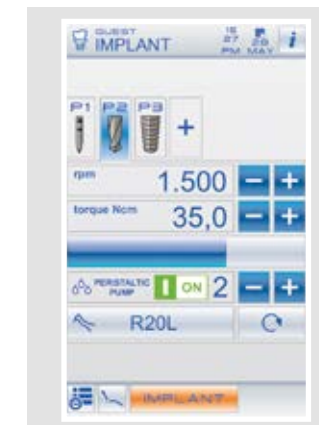 GUEST
IMPLANT
15 27 PM
28 MAY
i
P1 P2 P3 +
rpm 1.500 - +
torque Ncm 35,0 - +
PERISTALTIC PUMP I ON 2 - +
R20L
IMPLANT